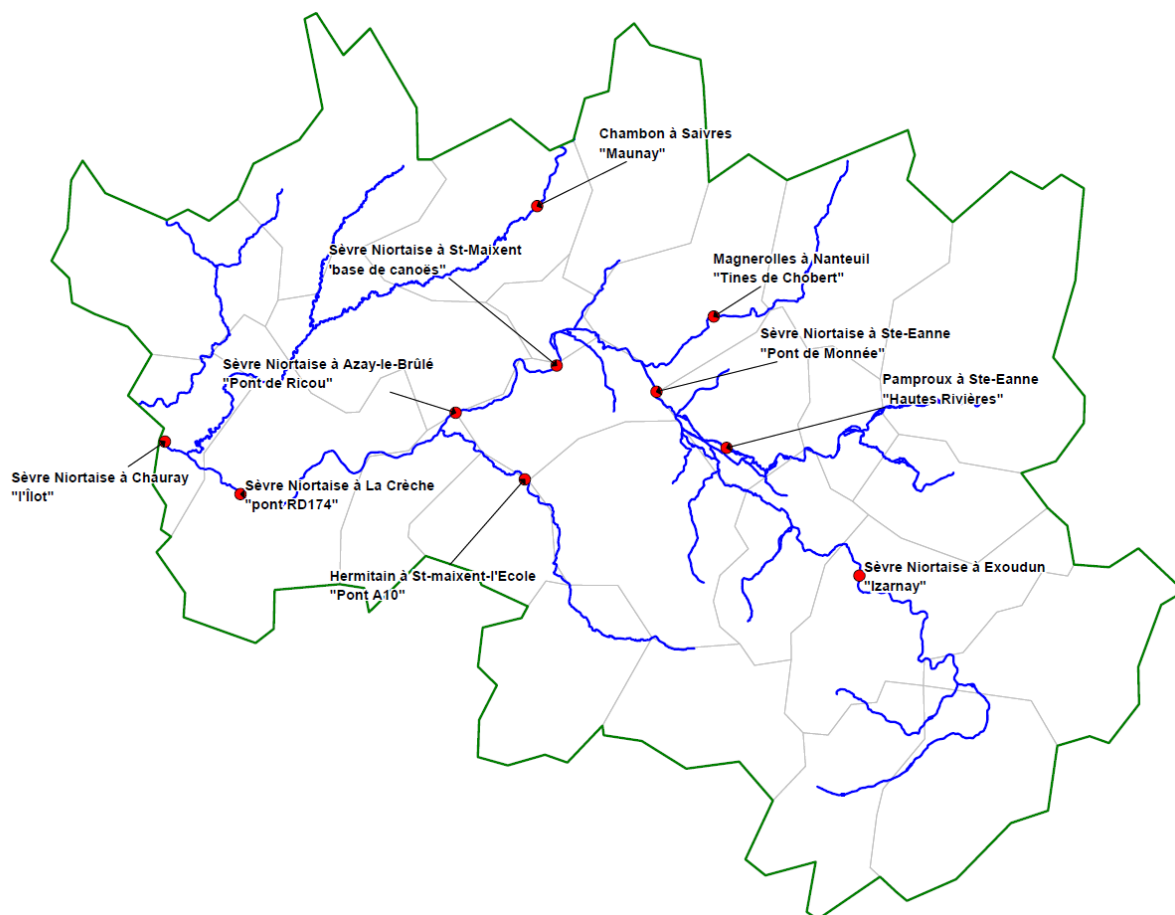 Chambon à Saivres
"Maunay"
Sèvre Niortaise à St-Maixent
'base de canoës"
Magnerolles à Nanteuil
"Tines de Chobert"
Sèvre Niortaise à Ste-Eanne
"Pont de Monnée"
Sèvre Niortaise à Azay-le-Brûlé
"Pont de Ricou"
Pamproux à Ste-Eanne
"Hautes Rivières"
Sèvre Niortaise à Chauray
"l'Îlot"
Sèvre Niortaise à La Crèche
"pont RD174"
Hermitain à St-maixent-l'Ecole
"Pont A10"
Sèvre Niortaise à Exoudun
"Izarnay"